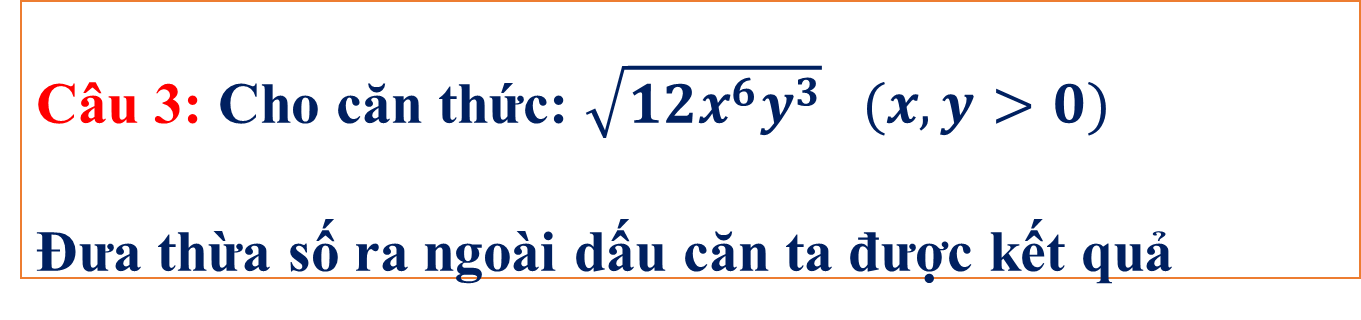 Câu 3: Cho căn thức: √12x⁶y³ (x, y > 0)
Đưa thừa số ra ngoài dấu căn ta được kết quả